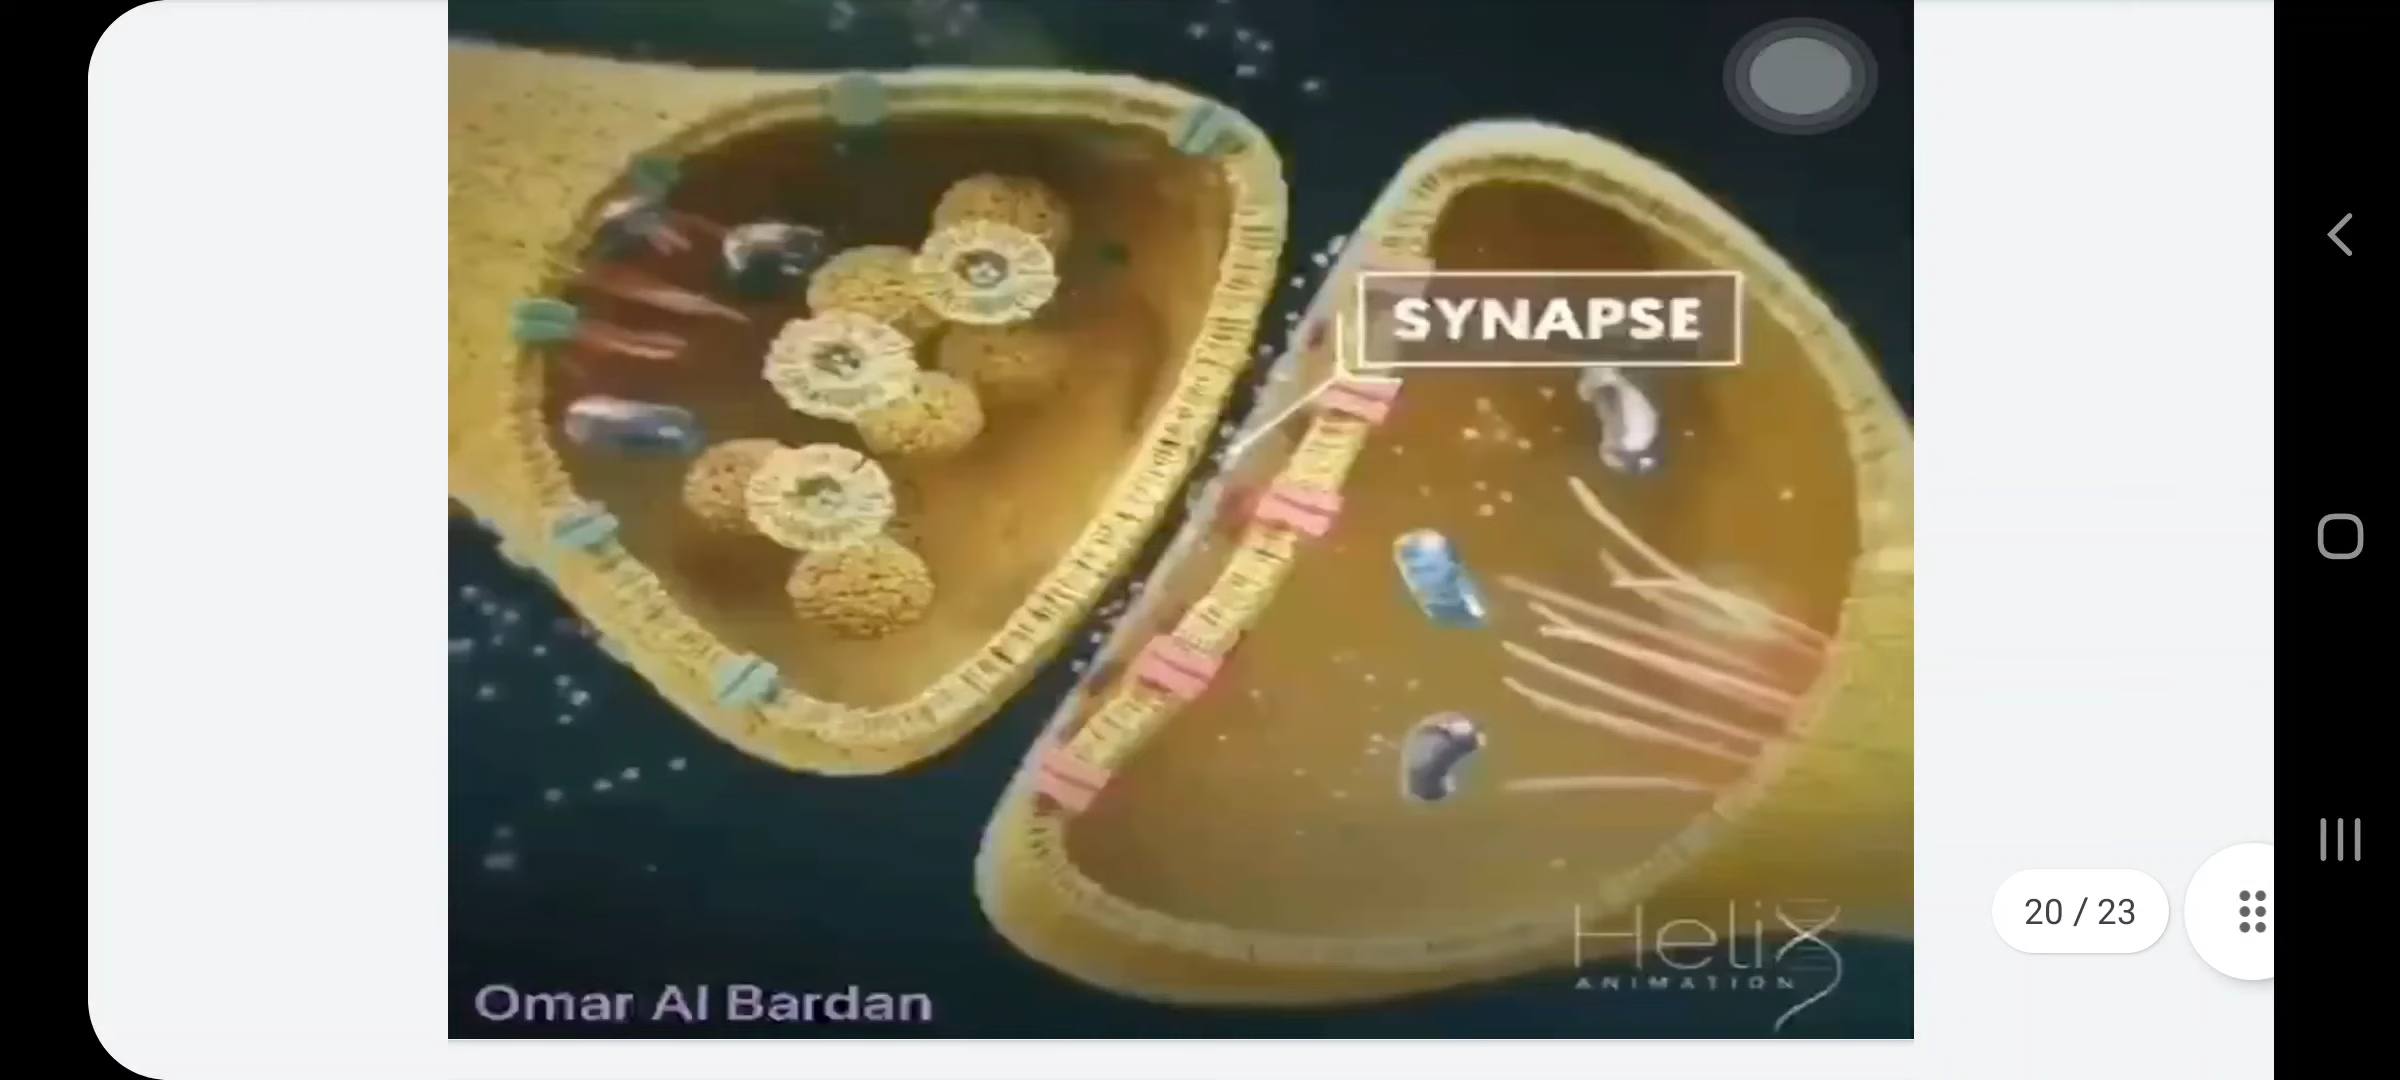 SYNAPSE
20 / 23
Helix
ANIMATION
Omar Al Bardan